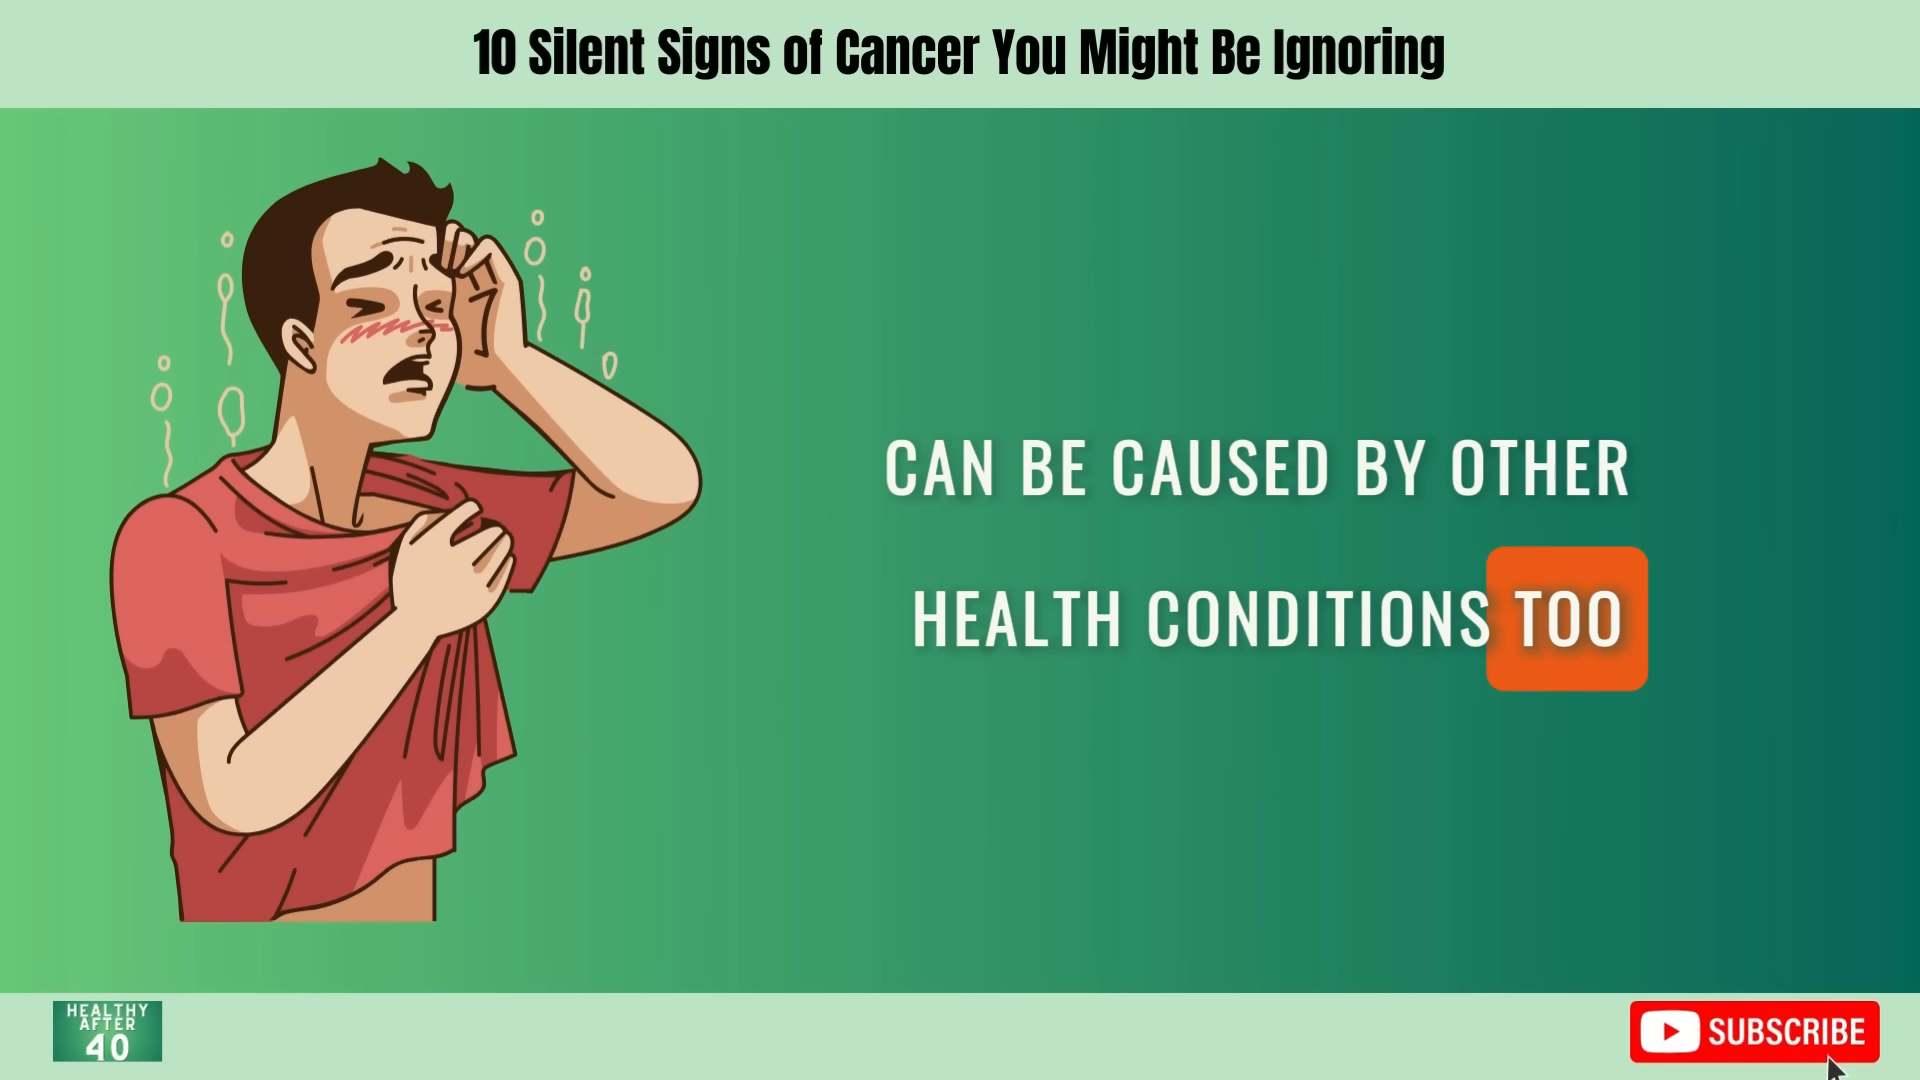 10 Silent Signs of Cancer You Might Be Ignoring
CAN BE CAUSED BY OTHER
HEALTH CONDITIONS TOO
HEALTHY
AFTER
40
SUBSCRIBE